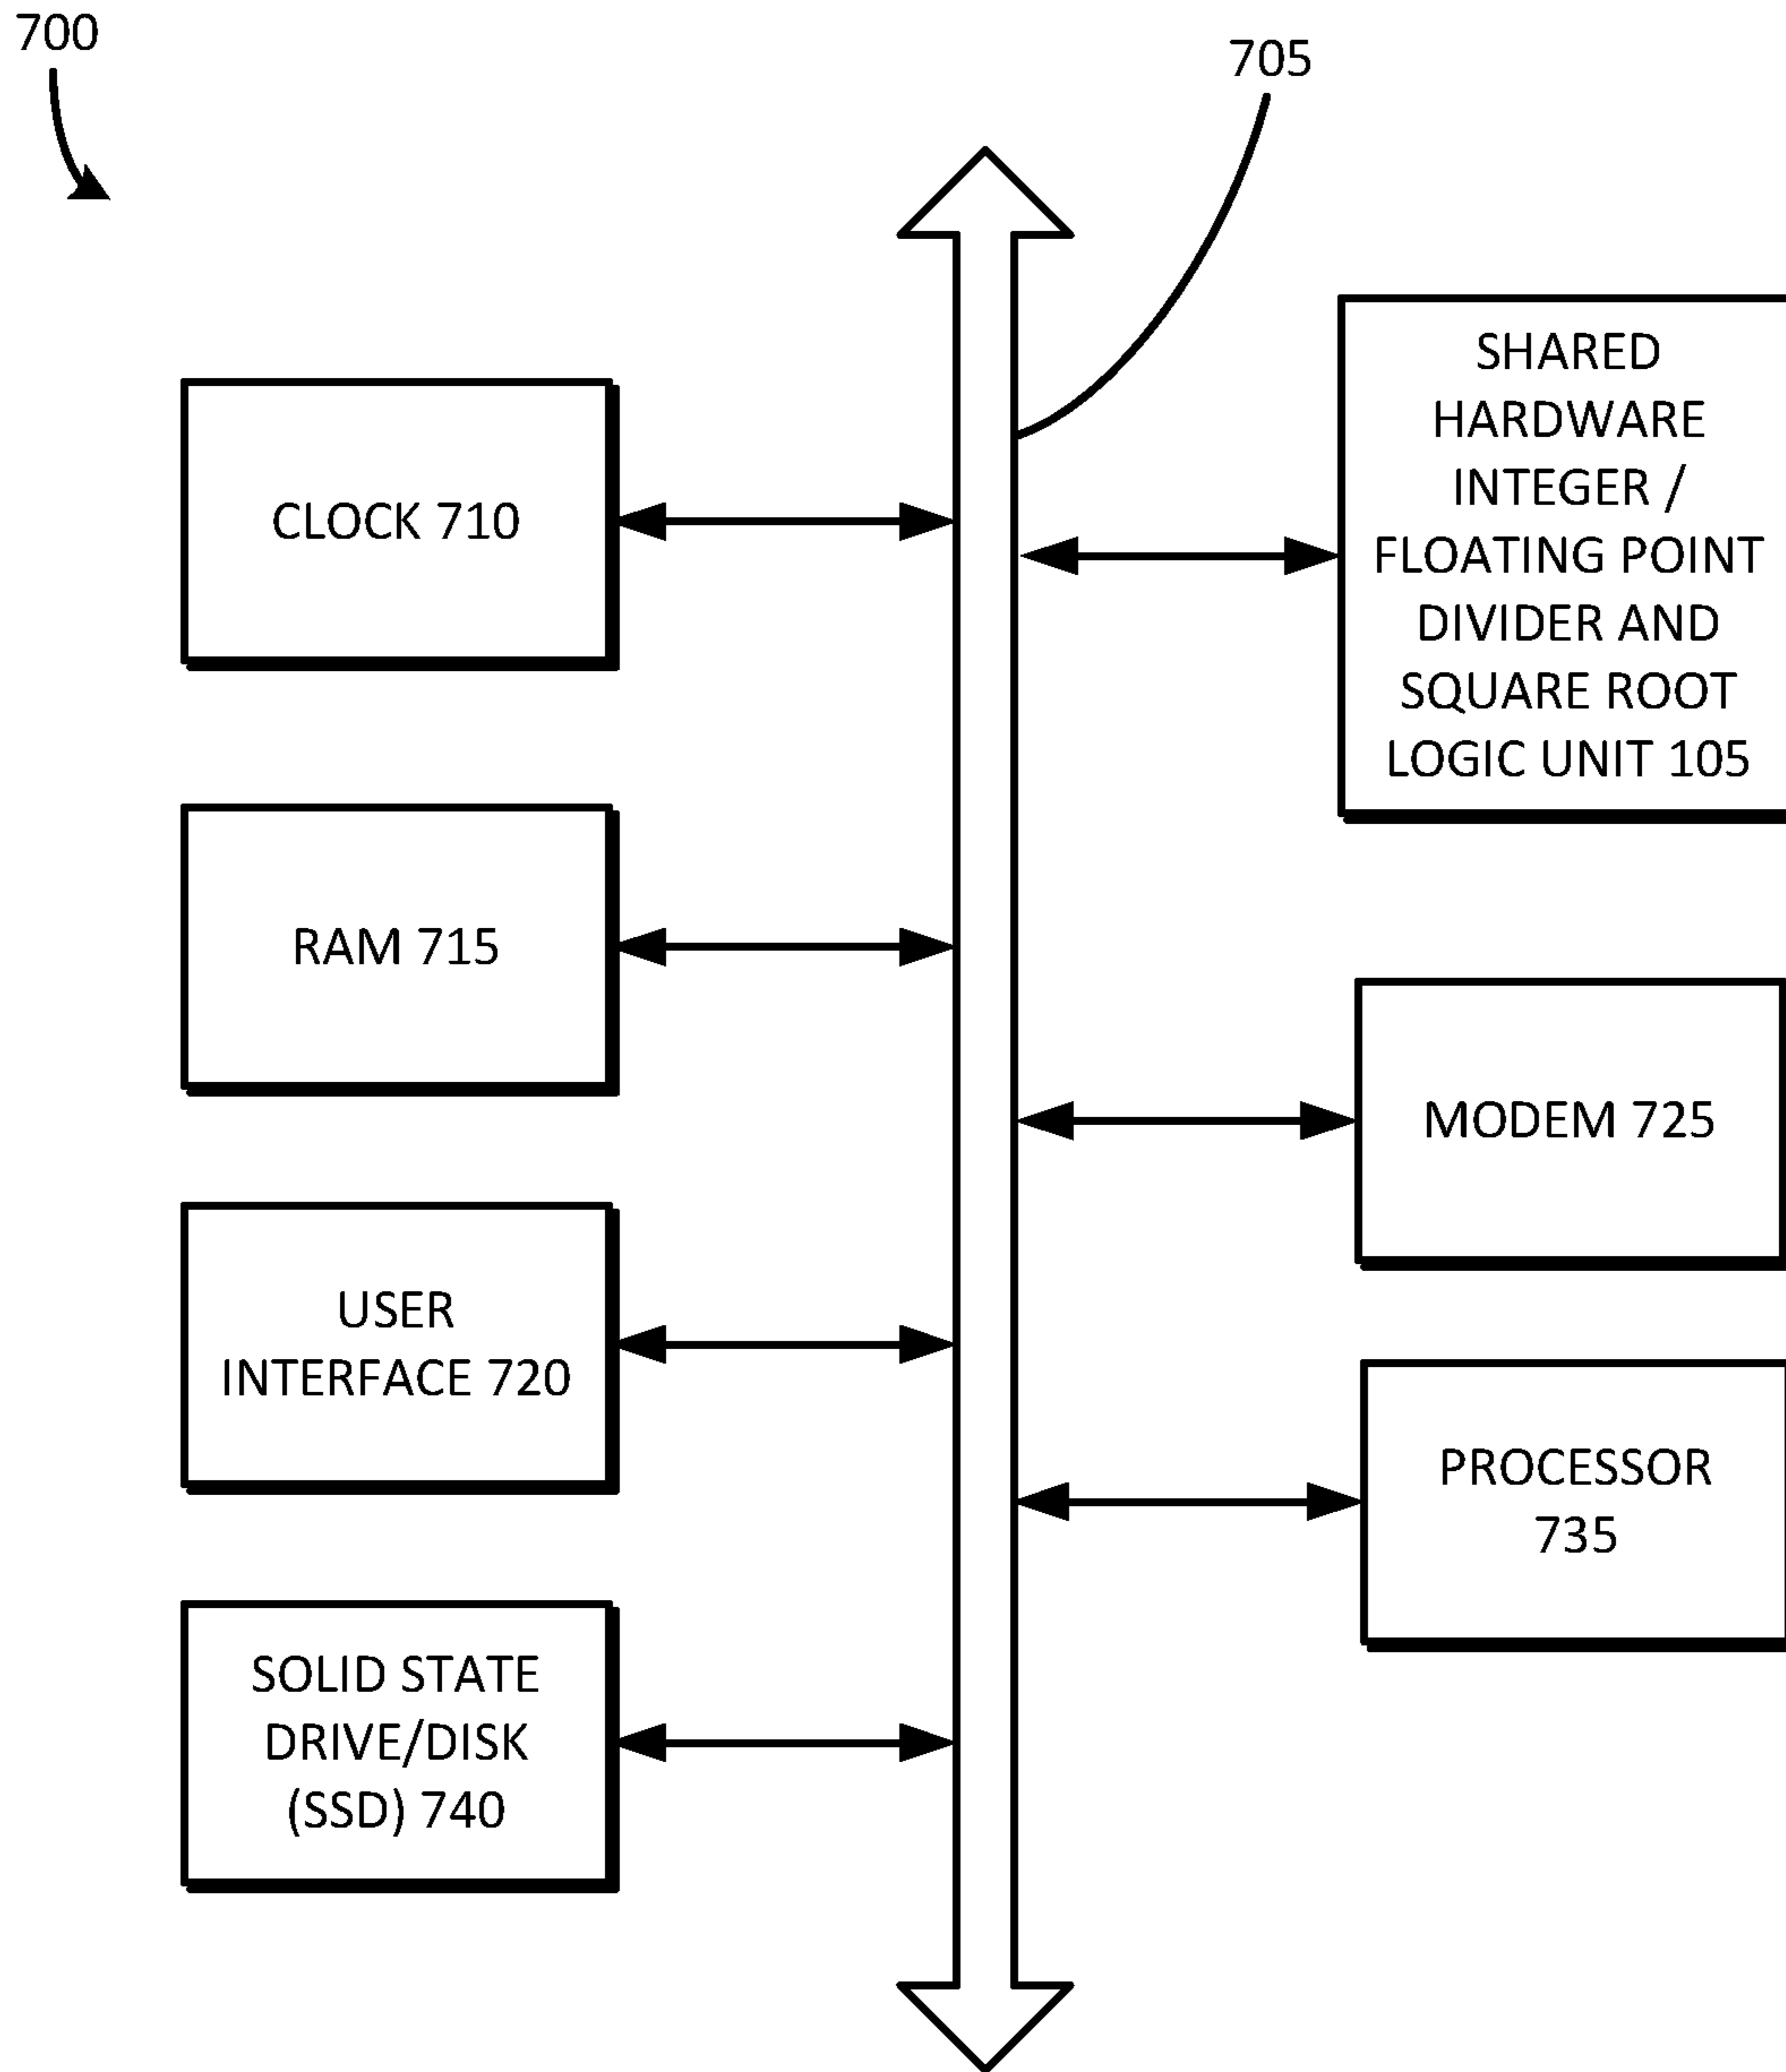 700
705
CLOCK 710
SHARED
HARDWARE
INTEGER /
FLOATING POINT
DIVIDER AND
SQUARE ROOT
LOGIC UNIT 105
RAM 715
MODEM 725
USER
INTERFACE 720
PROCESSOR
735
SOLID STATE
DRIVE/DISK
(SSD) 740